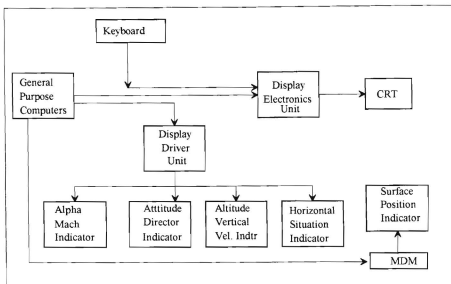 Keyboard
General
Purpose
Computers
Display
Electronics
Unit
CRT
Display
Driver
Unit
Alpha
Mach
Indicator
Atttitude
Director
Indicator
Altitude
Vertical
Vel. Indtr
Horizontal
Situation
Indicator
Surface
Position
Indicator
MDM